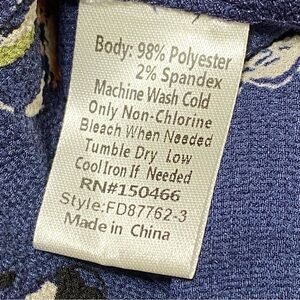 Body: 98% Polyester
2% Spandex
Machine Wash Cold
Only Non-Chlorine
Bleach When Needed
Tumble Dry Low
Cool Iron If Needed
RN#150466
Style:FD87762-3
Made in China